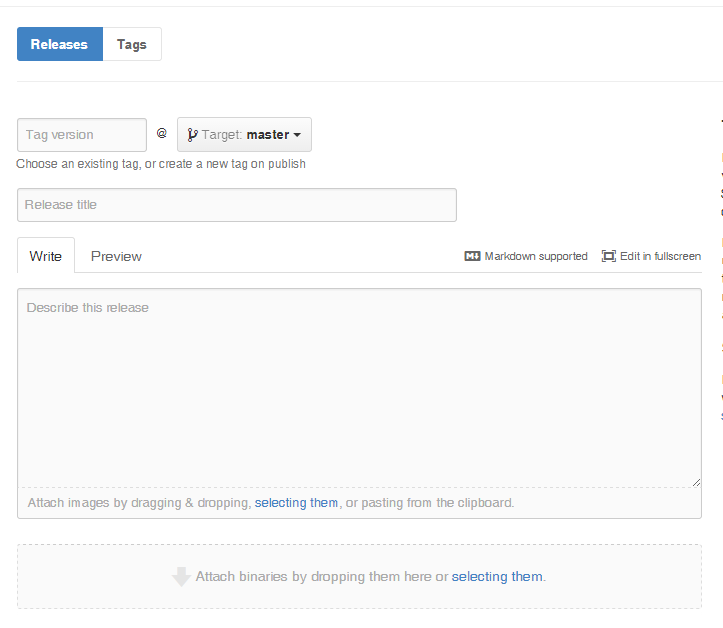 Releases Tags
Tag version @ Target: master
Choose an existing tag, or create a new tag on publish
Release title
Write Preview Markdown supported Edit in fullscreen
Describe this release
Attach images by dragging & dropping, selecting them, or pasting from the clipboard.
Attach binaries by dropping them here or selecting them.